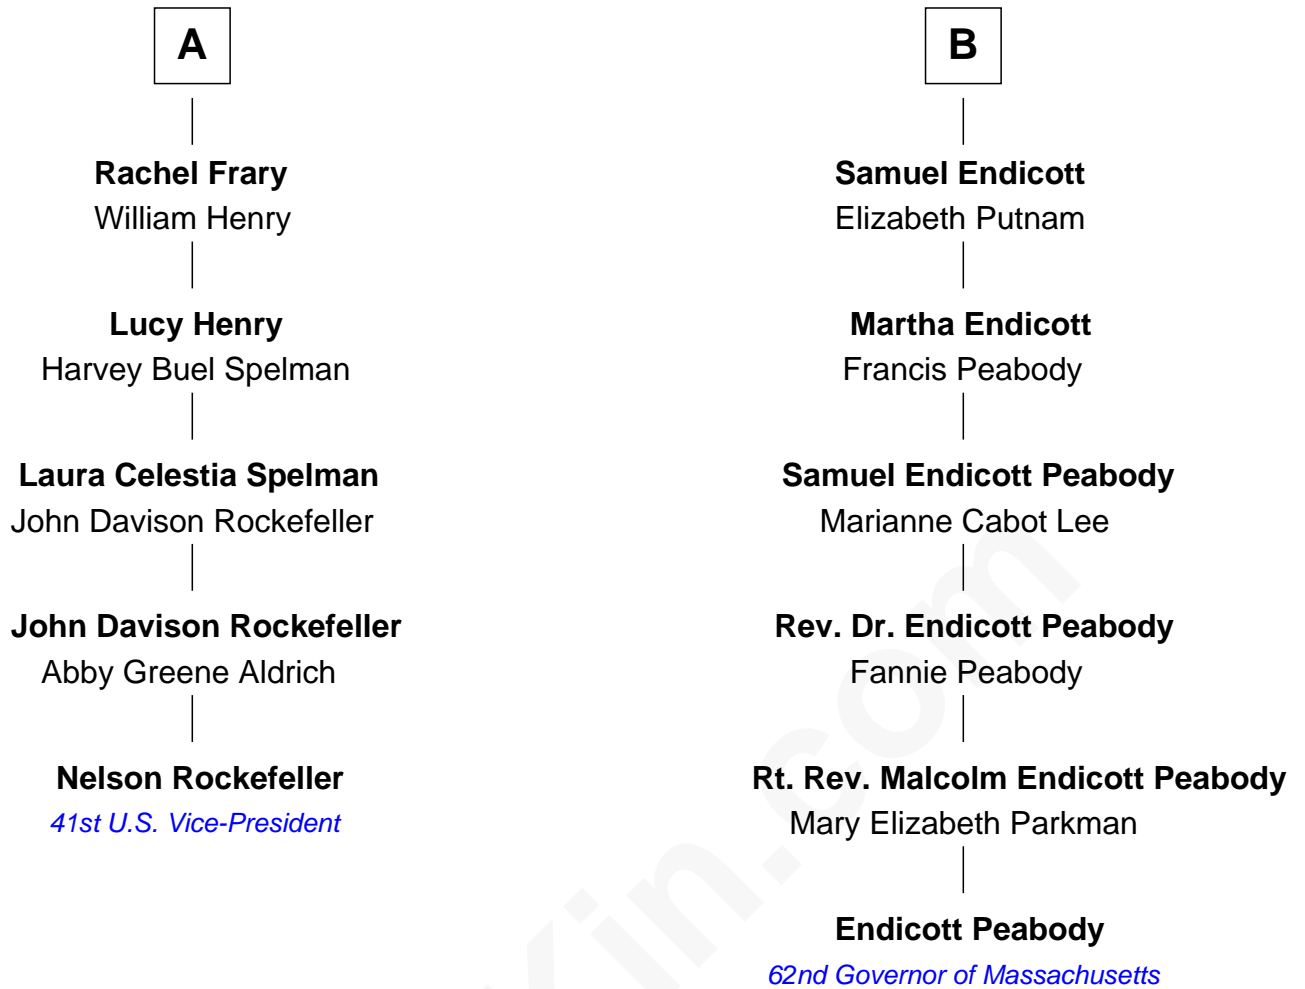 A
Rachel Frary
William Henry
Lucy Henry
Harvey Buel Spelman
Laura Celestia Spelman
John Davison Rockefeller
John Davison Rockefeller
Abby Greene Aldrich
Nelson Rockefeller
41st U.S. Vice-President
B
Samuel Endicott
Elizabeth Putnam
Martha Endicott
Francis Peabody
Samuel Endicott Peabody
Marianne Cabot Lee
Rev. Dr. Endicott Peabody
Fannie Peabody
Rt. Rev. Malcolm Endicott Peabody
Mary Elizabeth Parkman
Endicott Peabody
62nd Governor of Massachusetts